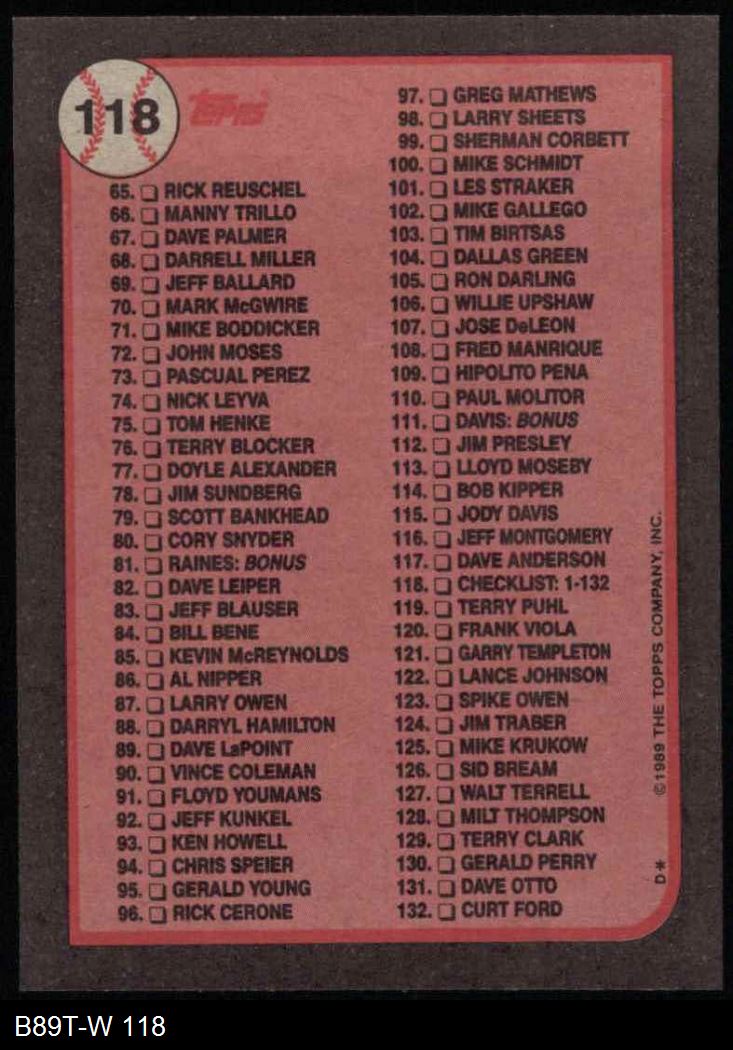 118
TOPPS
65. RICK REUSCHEL
66. MANNY TRILLO
67. DAVE PALMER
68. DARRELL MILLER
69. JEFF BALLARD
70. MARK McGWIRE
71. MIKE BODDICKER
72. JOHN MOSES
73. PASCUAL PEREZ
74. NICK LEYVA
75. TOM HENKE
76. TERRY BLOCKER
77. DOYLE ALEXANDER
78. JIM SUNDBERG
79. SCOTT BANKHEAD
80. CORY SNYDER
81. RAINES: BONUS
82. DAVE LEIPER
83. JEFF BLAUSER
84. BILL BENE
85. KEVIN McREYNOLDS
86. AL NIPPER
87. LARRY OWEN
88. DARRYL HAMILTON
89. DAVE LaPOINT
90. VINCE COLEMAN
91. FLOYD YOUMANS
92. JEFF KUNKEL
93. KEN HOWELL
94. CHRIS SPEIER
95. GERALD YOUNG
96. RICK CERONE
97. GREG MATHEWS
98. LARRY SHEETS
99. SHERMAN CORBETT
100. MIKE SCHMIDT
101. LES STRAKER
102. MIKE GALLEGO
103. TIM BIRTSAS
104. DALLAS GREEN
105. RON DARLING
106. WILLIE UPSHAW
107. JOSE DeLEON
108. FRED MANRIQUE
109. HIPOLITO PENA
110. PAUL MOLITOR
111. DAVIS: BONUS
112. JIM PRESLEY
113. LLOYD MOSEBY
114. BOB KIPPER
115. JODY DAVIS
116. JEFF MONTGOMERY
117. DAVE ANDERSON
118. CHECKLIST: 1-132
119. TERRY PUHL
120. FRANK VIOLA
121. GARRY TEMPLETON
122. LANCE JOHNSON
123. SPIKE OWEN
124. JIM TRABER
125. MIKE KRUKOW
126. SID BREAM
127. WALT TERRELL
128. MILT THOMPSON
129. TERRY CLARK
130. GERALD PERRY
131. DAVE OTTO
132. CURT FORD
©1989 THE TOPPS COMPANY, INC.
D*
B89T-W 118